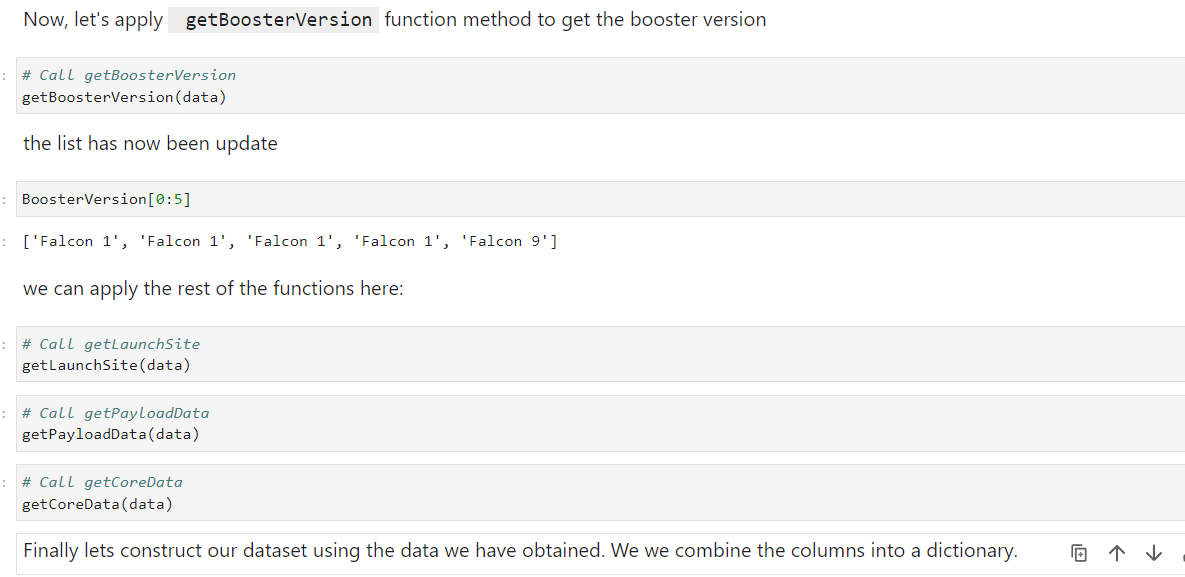 Now, let's apply getBoosterVersion function method to get the booster version
: # Call getBoosterVersion
getBoosterVersion(data)
the list has now been update
: BoosterVersion[0:5]
: ['Falcon 1', 'Falcon 1', 'Falcon 1', 'Falcon 1', 'Falcon 9']
we can apply the rest of the functions here:
: # Call getLaunchSite
getLaunchSite(data)
: # Call getPayloadData
getPayloadData(data)
: # Call getCoreData
getCoreData(data)
Finally lets construct our dataset using the data we have obtained. We we combine the columns into a dictionary.